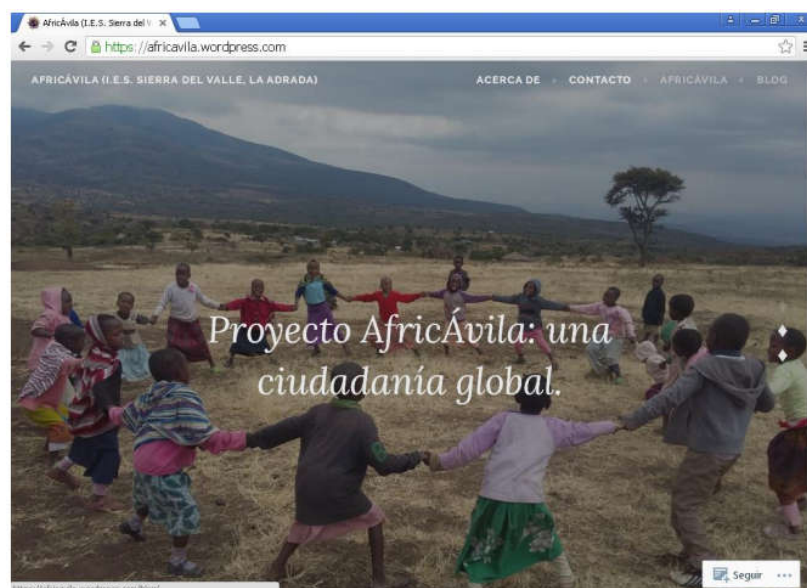 AfricÁvila (I.E.S. Sierra del V
https://africavila.wordpress.com
AFRICÁVILA (I.E.S. SIERRA DEL VALLE, LA ADRADA)
ACERCA DE
CONTACTO
AFRICÁVILA
BLOG
Proyecto AfricÁvila: una
ciudadanía global.
Seguir